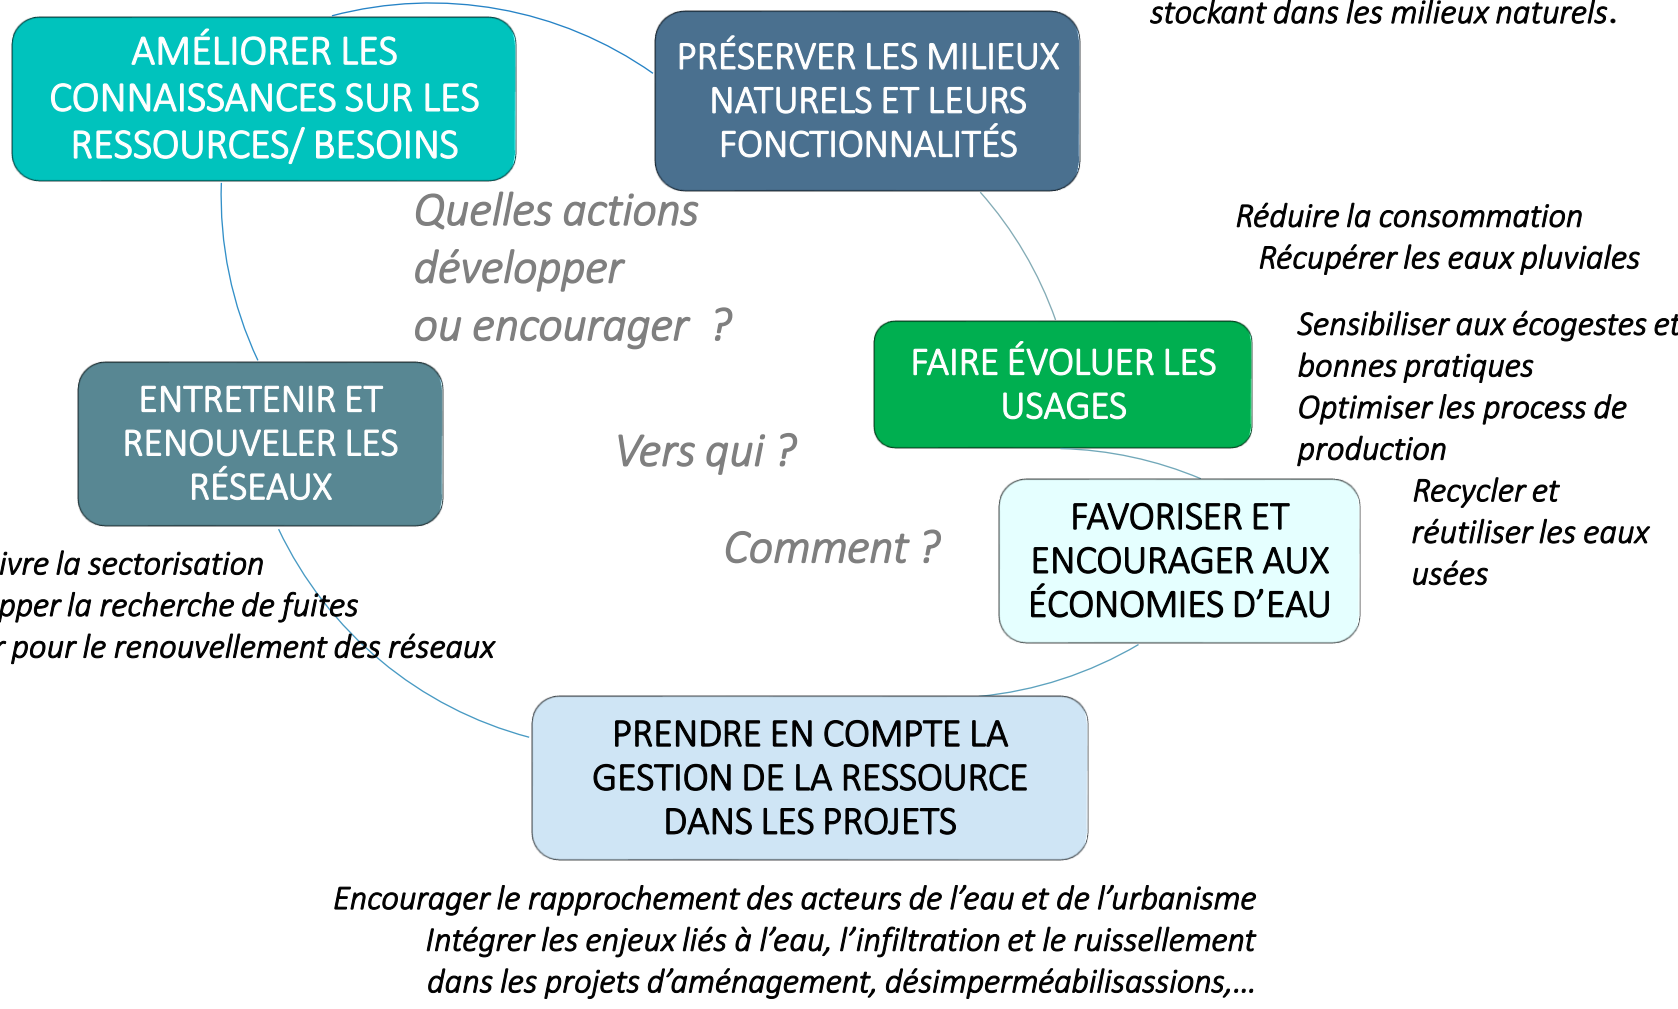 stockant dans les milieux naturels.
AMÉLIORER LES
CONNAISSANCES SUR LES
RESSOURCES/ BESOINS
PRÉSERVER LES MILIEUX
NATURELS ET LEURS
FONCTIONNALITÉS
Quelles actions
développer
ou encourager ?
Réduire la consommation
Récupérer les eaux pluviales
Sensibiliser aux écogestes et
bonnes pratiques
Optimiser les process de
production
Recycler et
réutiliser les eaux
usées
FAIRE ÉVOLUER LES
USAGES
ENTRETENIR ET
RENOUVELER LES
RÉSEAUX
Vers qui ?
Comment ?
FAVORISER ET
ENCOURAGER AUX
ÉCONOMIES D’EAU
la sectorisation
la recherche de fuites
pour le renouvellement des réseaux
PRENDRE EN COMPTE LA
GESTION DE LA RESSOURCE
DANS LES PROJETS
Encourager le rapprochement des acteurs de l’eau et de l’urbanisme
Intégrer les enjeux liés à l’eau, l’infiltration et le ruissellement
dans les projets d’aménagement, désimperméabilisassions,...